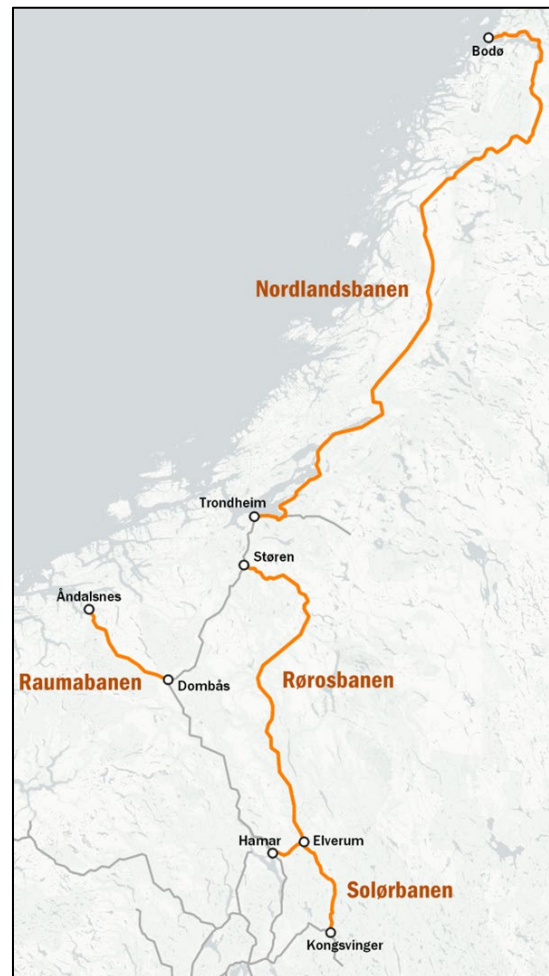 Bodø
Nordlandsbanen
Trondheim
Støren
Åndalsnes
Raumabanen
Dombås
Rørosbanen
Hamar
Elverum
Solørbanen
Kongsvinger